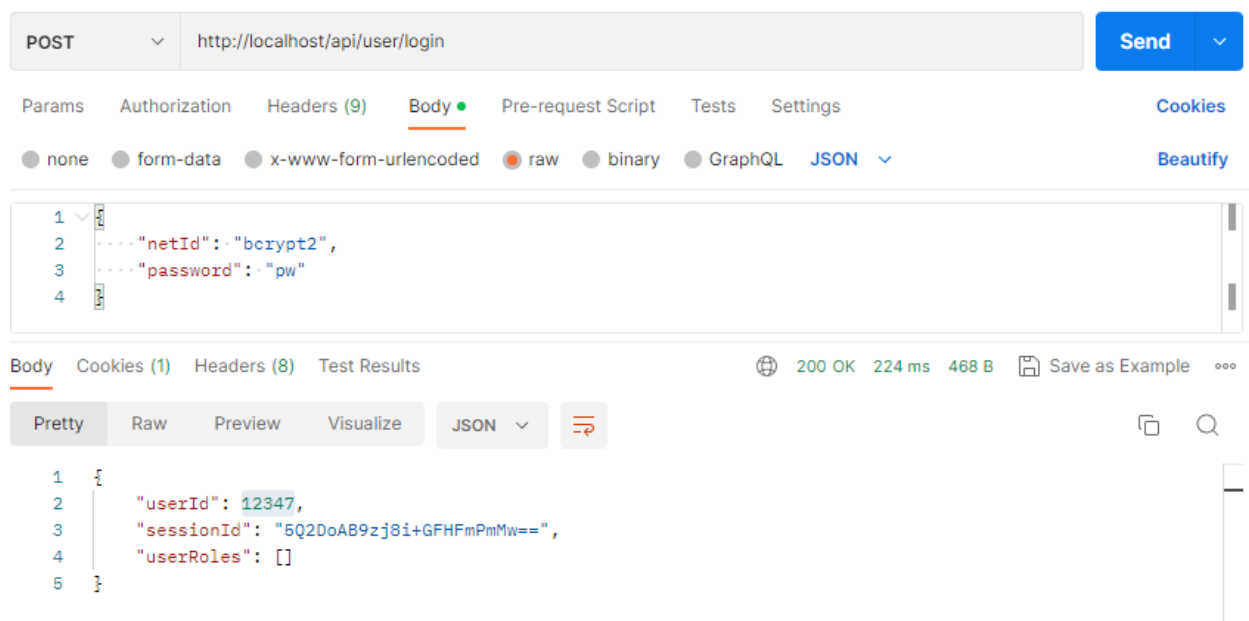 POST http://localhost/api/user/login Send
Params Authorization Headers (9) Body Pre-request Script Tests Settings Cookies
none form-data x-www-form-urlencoded raw binary GraphQL JSON Beautify
1 {
2 "netId": "bcrypt2",
3 "password": "pw"
4 }
Body Cookies (1) Headers (8) Test Results 200 OK 224 ms 468 B Save as Example
Pretty Raw Preview Visualize JSON
1 {
2 "userId": 12347,
3 "sessionId": "5Q2DoAB9zj8i+GFHFmPmMw==",
4 "userRoles": []
5 }